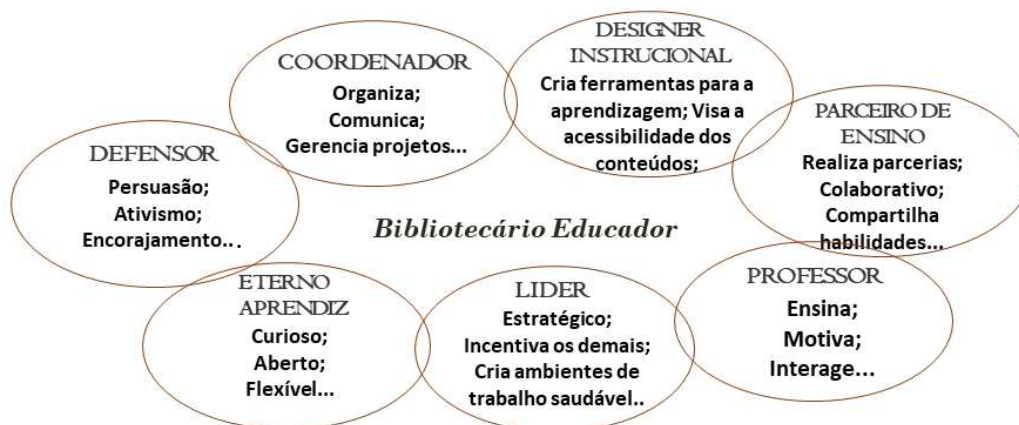 COORDENADOR
Organiza;
Comunica;
Gerencia projetos...
DESIGNER
INSTRUCIONAL
Cria ferramentas para a
aprendizagem; Visa a
acessibilidade dos
conteúdos;
PARCEIRO DE
ENSINO
Realiza parcerias;
Colaborativo;
Compartilha
habilidades...
DEFENSOR
Persuasão;
Ativismo;
Encorajamento...
Bibliotecário Educador
ETERNO
APRENDIZ
Curioso;
Aberto;
Flexível...
LIDER
Estratégico;
Incentiva os demais;
Cria ambientes de
trabalho saudável..
PROFESSOR
Ensina;
Motiva;
Interage...